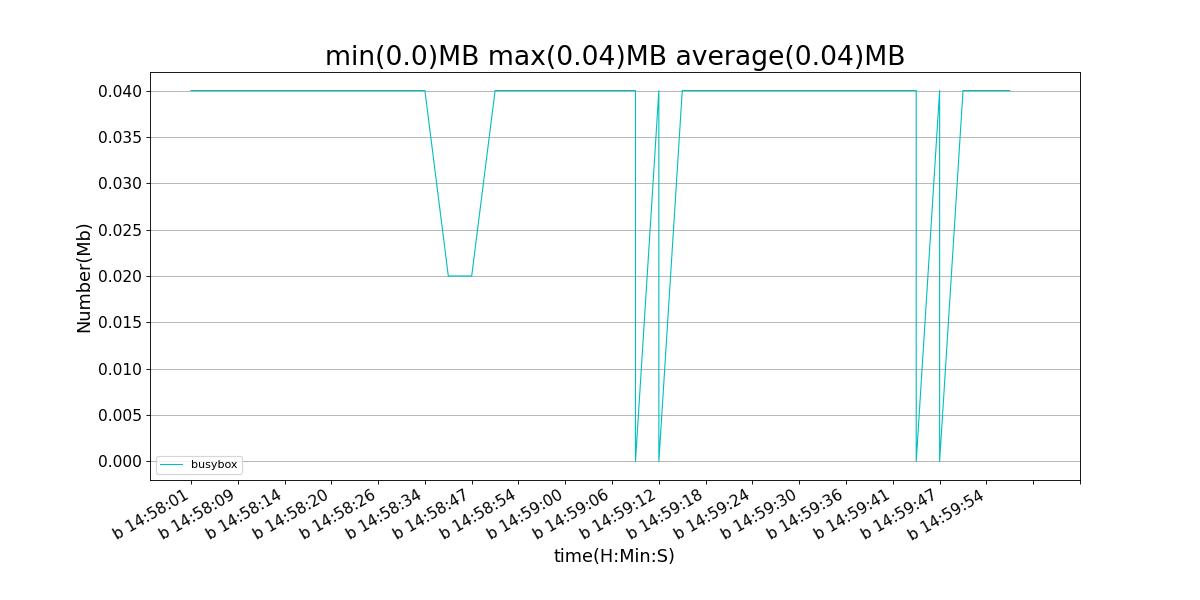 min(0.0)MB max(0.04)MB average(0.04)MB
0.040
0.035
0.030
0.025
0.020
0.015
0.010
0.005
0.000
Number(Mb)
busybox
b 14:58:01
b 14:58:09
b 14:58:14
b 14:58:20
b 14:58:26
b 14:58:34
b 14:58:47
b 14:58:54
b 14:59:00
b 14:59:06
b 14:59:12
b 14:59:18
b 14:59:24
b 14:59:30
b 14:59:36
b 14:59:41
b 14:59:47
b 14:59:54
time(H:Min:S)